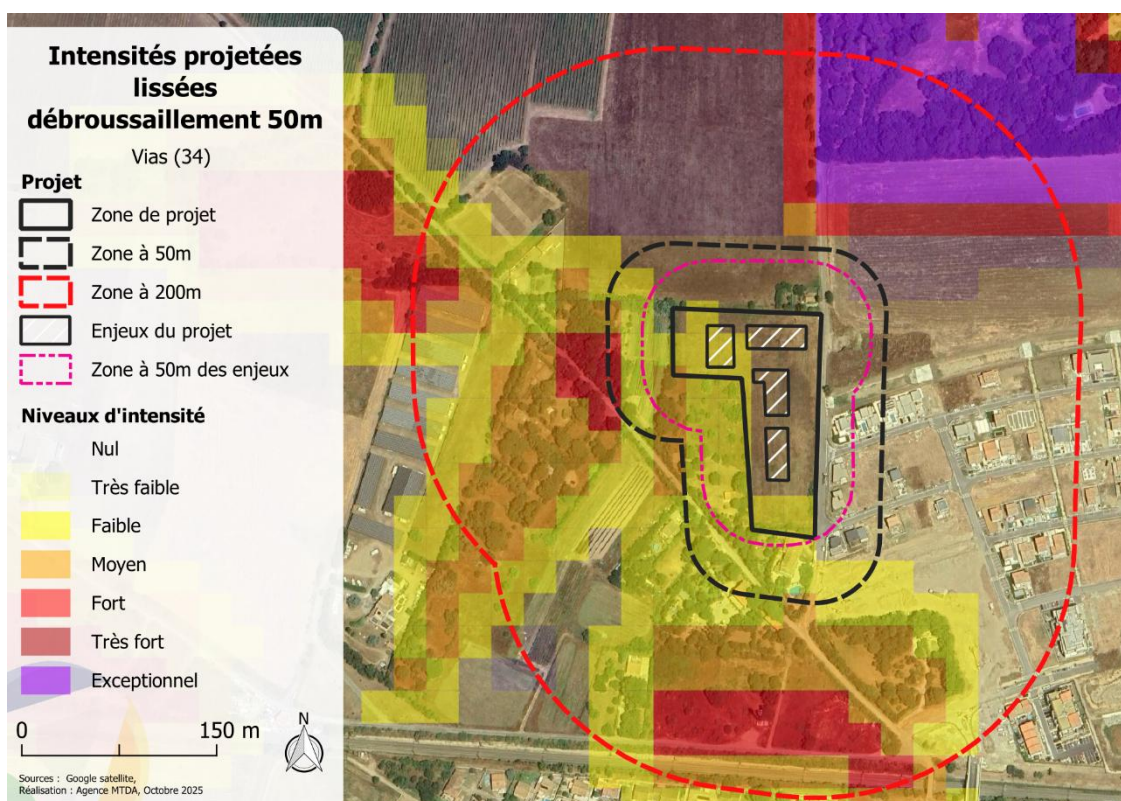 Intensités projetées
lissées
débroussaillement 50m
Vias (34)
Projet
Zone de projet
Zone à 50m
Zone à 200m
Enjeux du projet
Zone à 50m des enjeux
Niveaux d'intensité
Nul
Très faible
Faible
Moyen
Fort
Très fort
Exceptionnel
0 150 m
N
Sources : Google satellite,
Réalisation : Agence MTDA, Octobre 2025